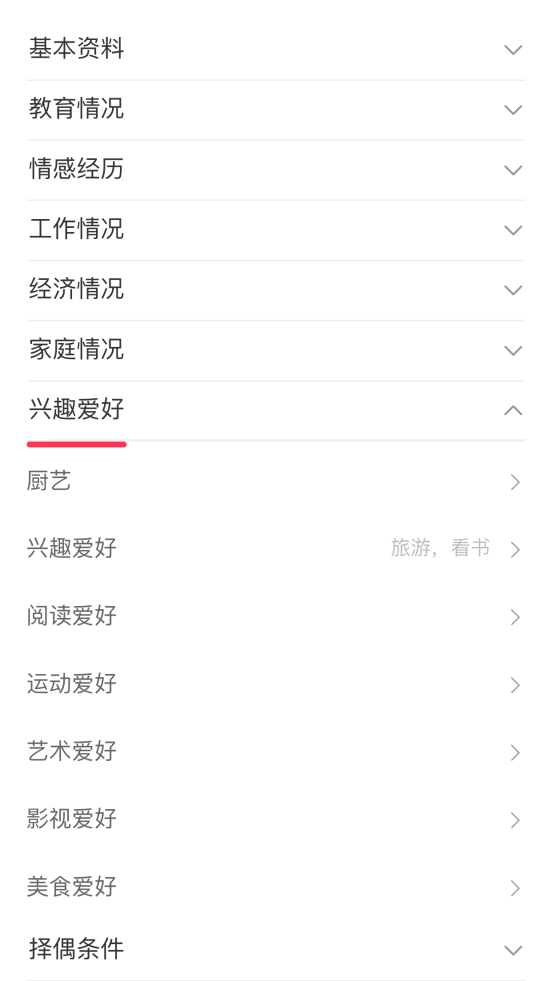 基本资料
教育情况
情感经历
工作情况
经济情况
家庭情况
兴趣爱好
厨艺
兴趣爱好 旅游，看书
阅读爱好
运动爱好
艺术爱好
影视爱好
美食爱好
择偶条件